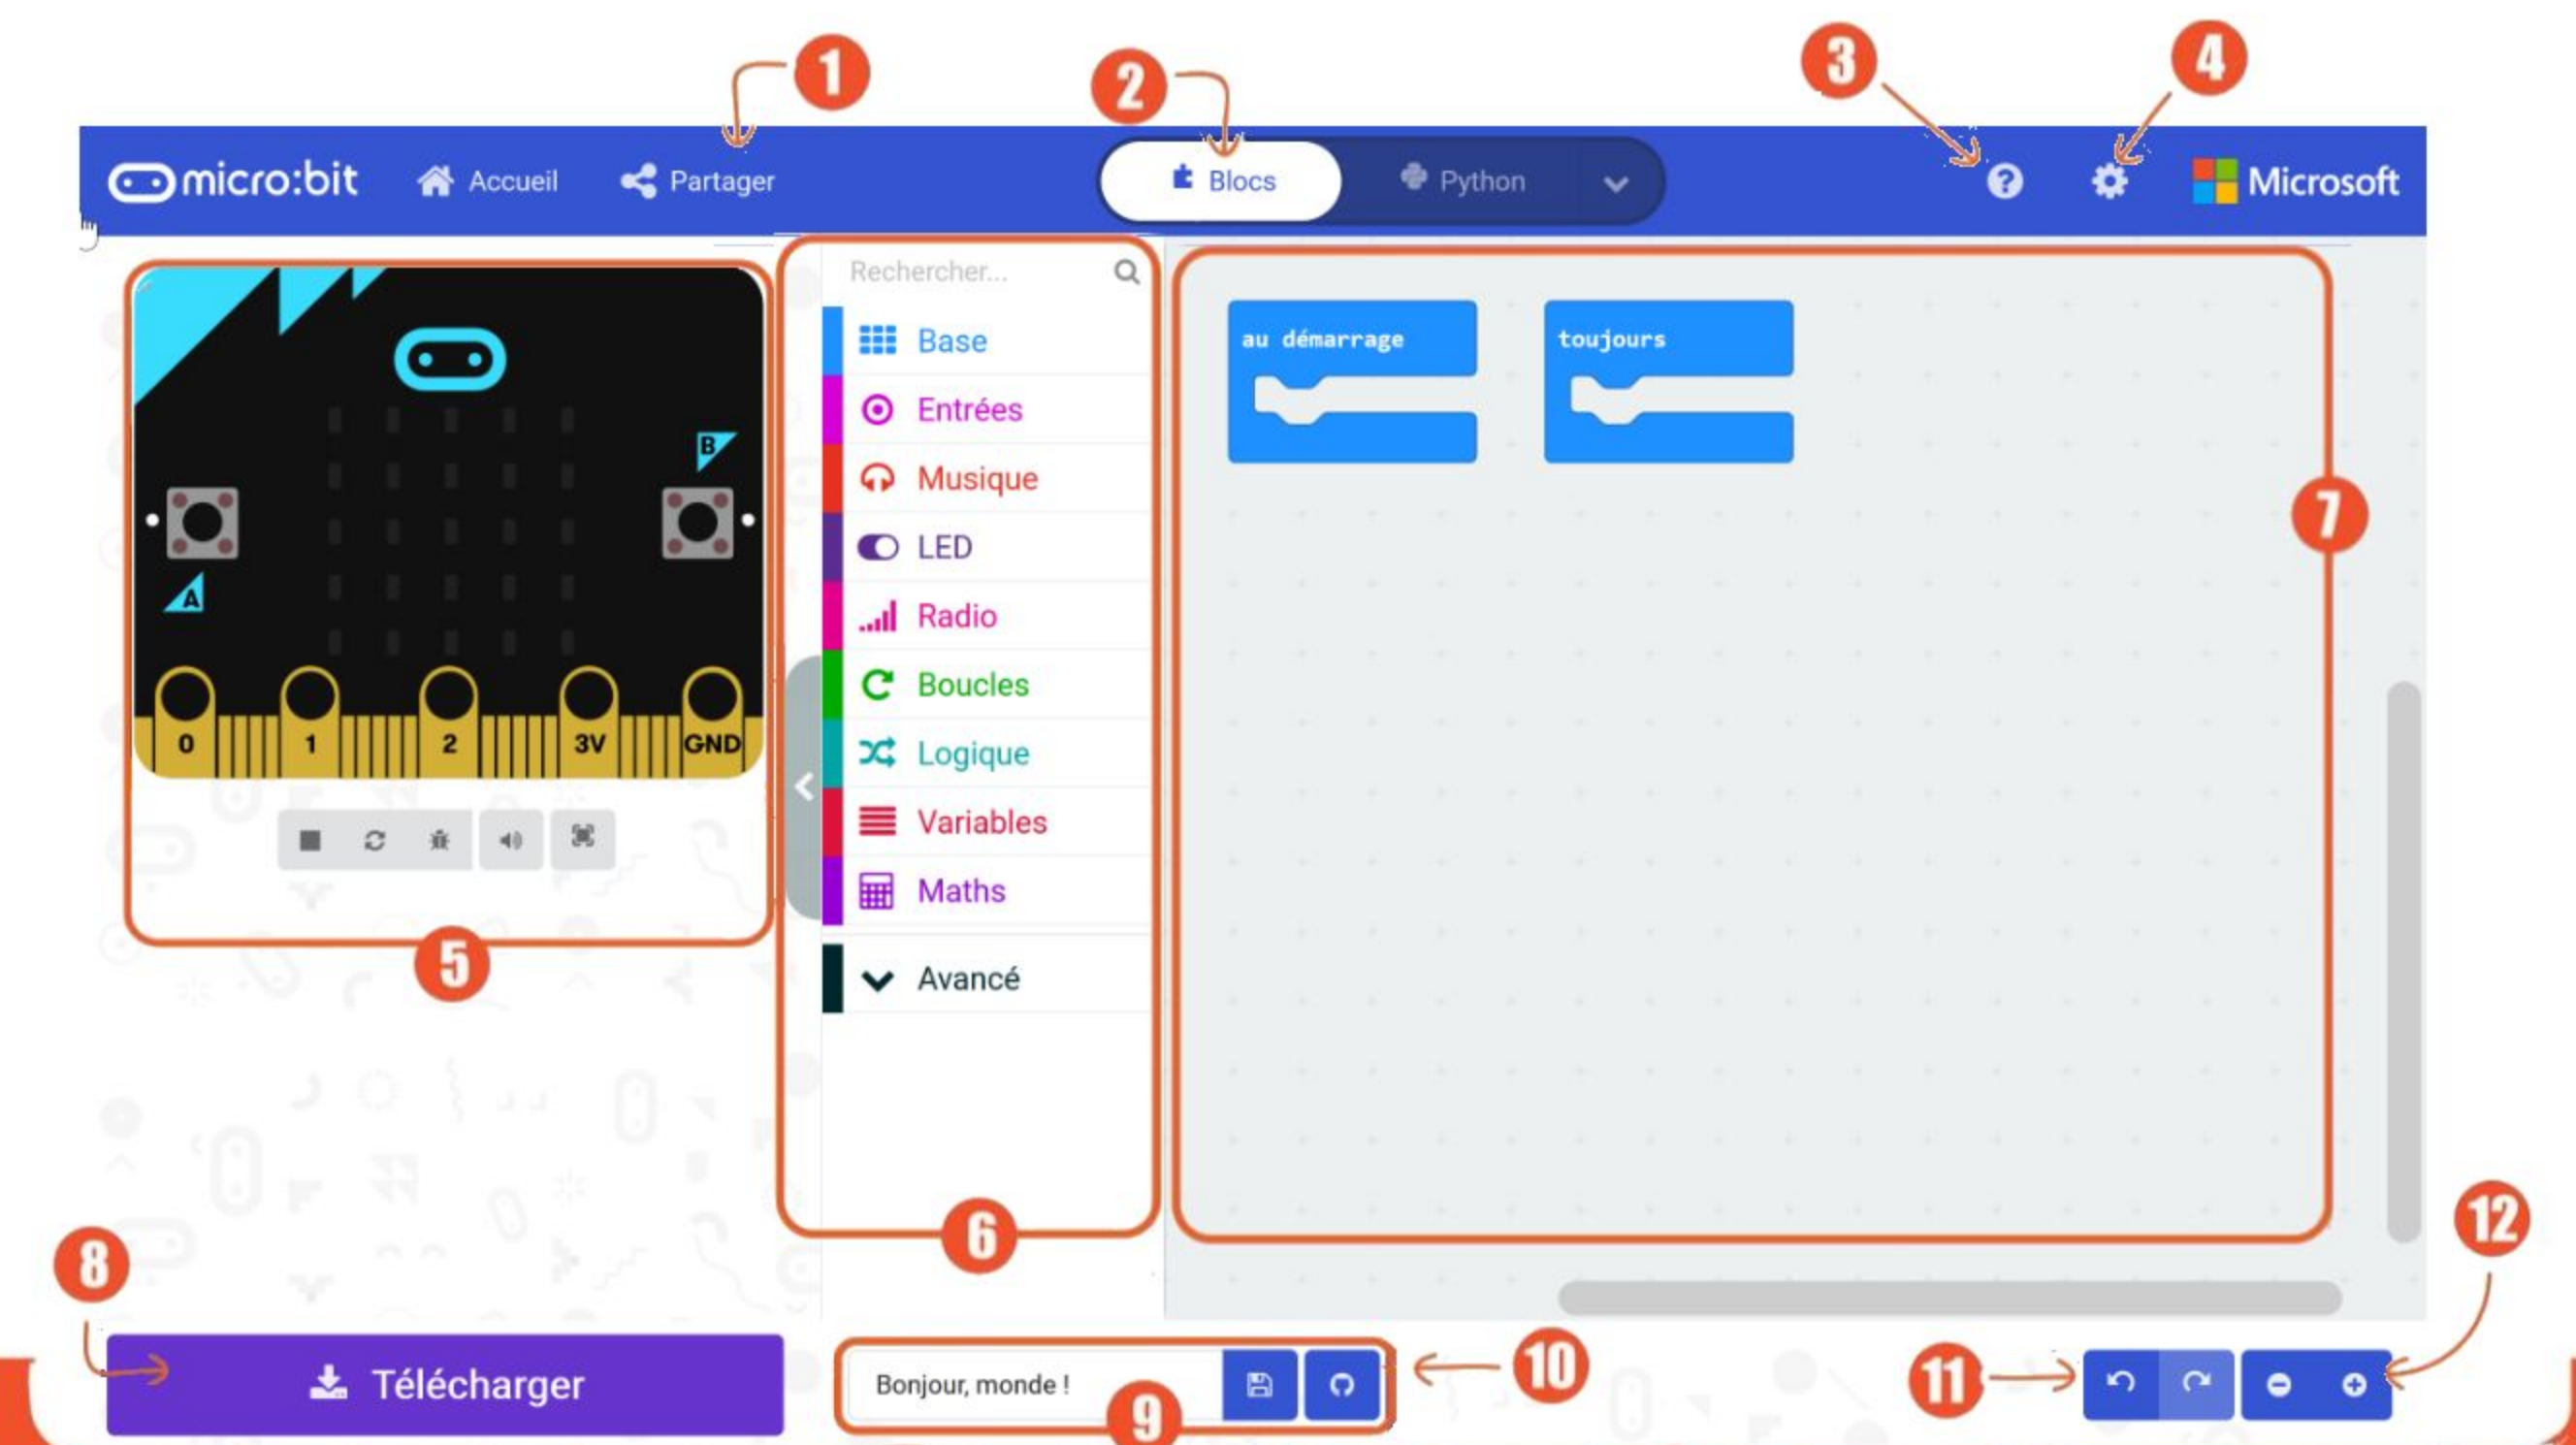 1
2
3
4
micro:bit Accueil Partager Blocs Python Microsoft
Rechercher...
Base
Entrées
Musique
LED
Radio
Boucles
Logique
Variables
Maths
Avancé
au démarrage
toujours
B
A
0 1 2 3V GND
5
6
7
8
Télécharger
Bonjour, monde !
9
10
11
12